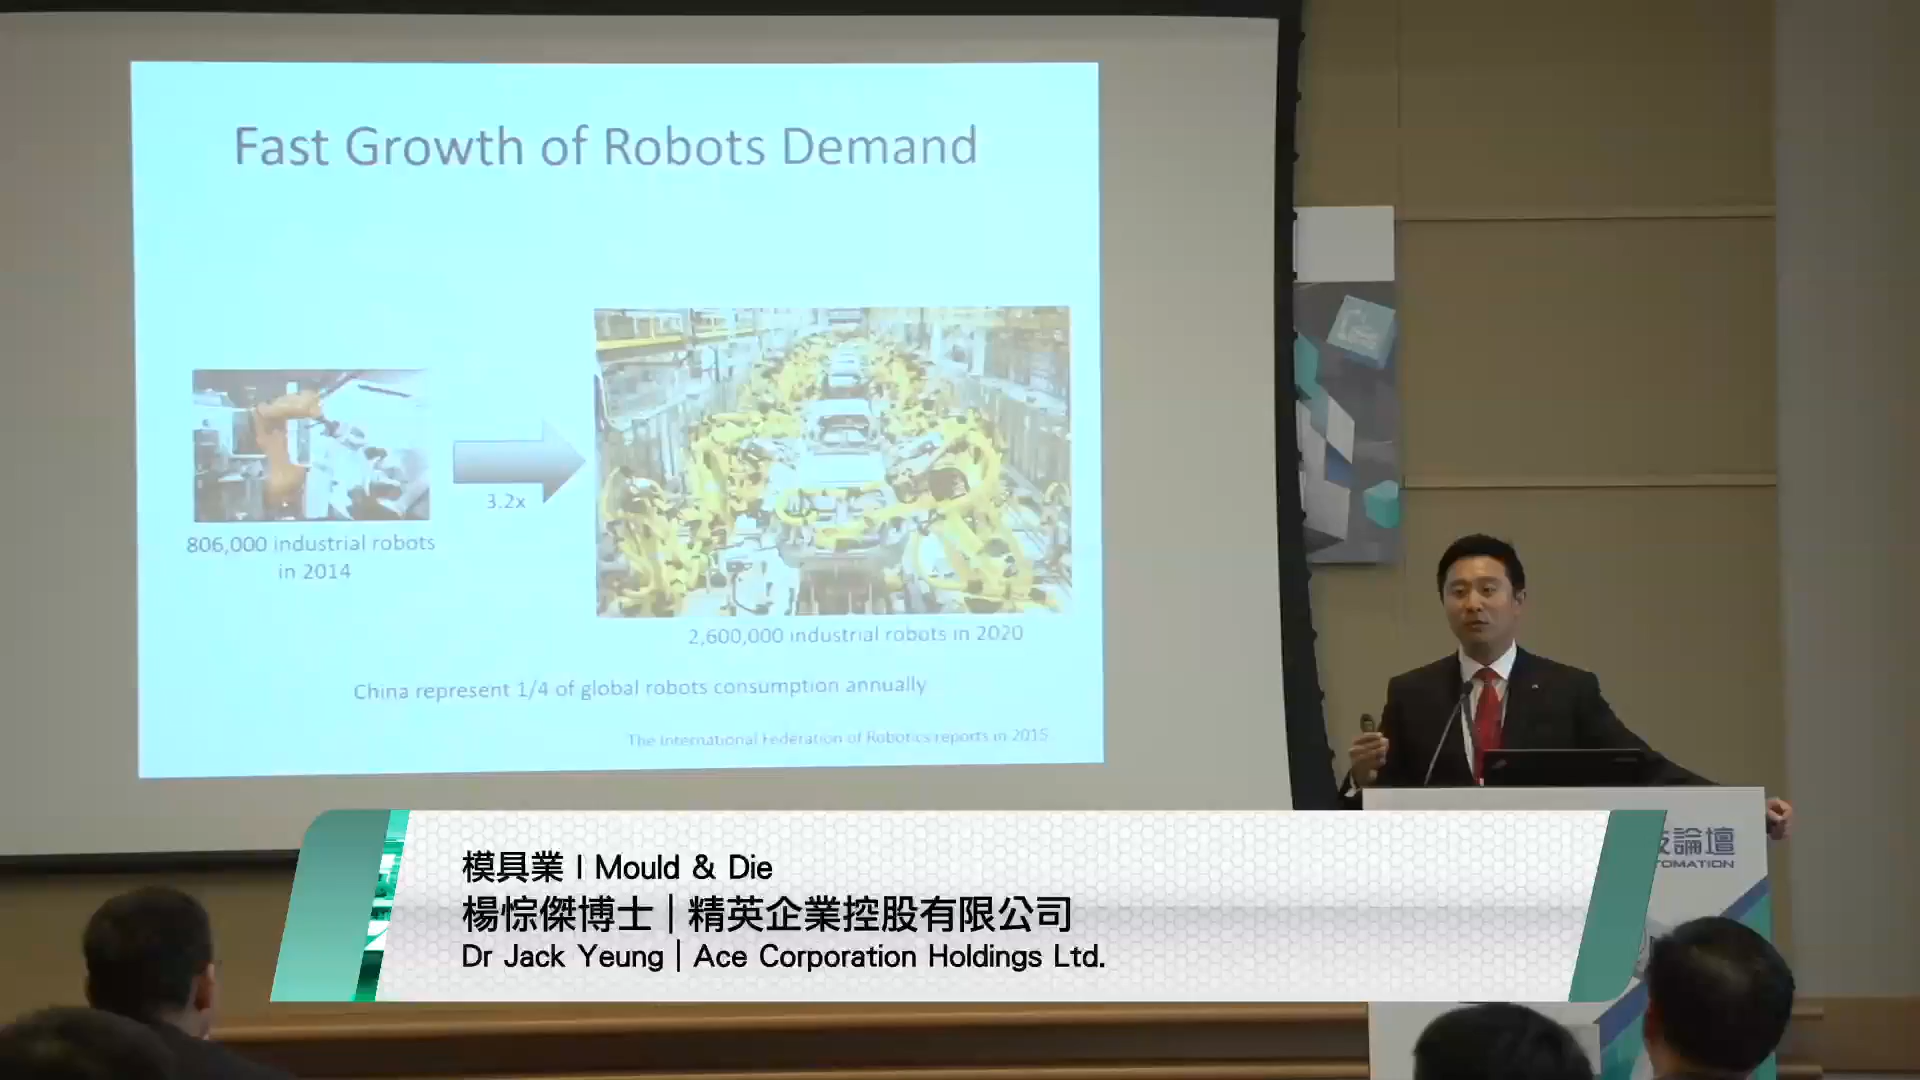 Fast Growth of Robots Demand
3.2x
806,000 industrial robots
in 2014
2,600,000 industrial robots in 2020
China represent 1/4 of global robots consumption annually
The International Federation of Robotics reports in 2015
論壇
TOMATION
模具業 | Mould & Die
楊悰傑博士 | 精英企業控股有限公司
Dr Jack Yeung | Ace Corporation Holdings Ltd.